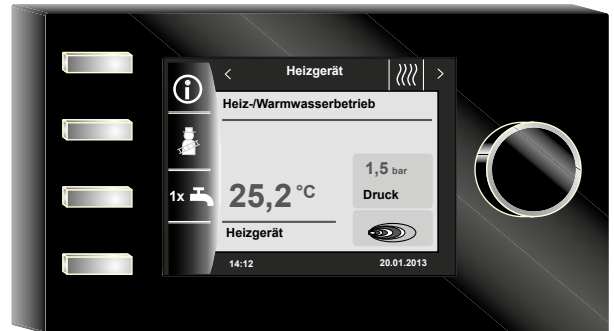 Heizgerät
Heiz-/Warmwasserbetrieb
1x
25,2 °C
1,5 bar
Druck
Heizgerät
14:12 20.01.2013